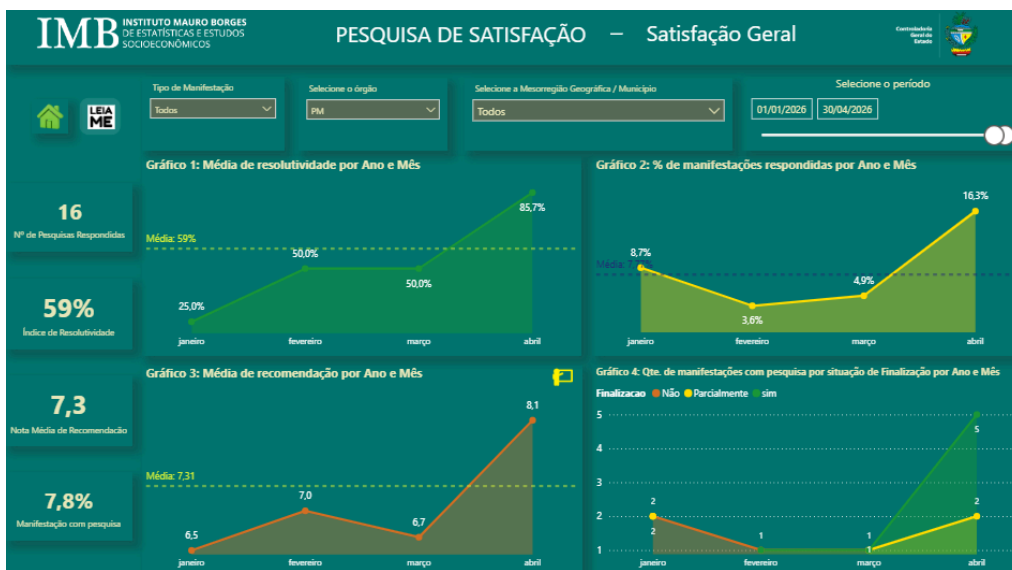 IMB INSTITUTO MAURO BORGES
DE ESTATÍSTICAS E ESTUDOS
SOCIOECONÔMICOS
PESQUISA DE SATISFAÇÃO – Satisfação Geral
Controladoria
Geral do
Estado
LEIA
ME
Tipo de Manifestação
Todos
Selecione o órgão
PM
Selecione a Mesorregião Geográfica / Município
Todos
Selecione o período
01/01/2026 30/04/2026
16
Nº de Pesquisas Respondidas
59%
Índice de Resolutividade
7,3
Nota Média de Recomendacão
7,8%
Manifestação com pesquisa
Gráfico 1: Média de resolutividade por Ano e Mês
85,7%
Média: 59%
50,0%
50,0%
25,0%
janeiro fevereiro março abril
Gráfico 2: % de manifestações respondidas por Ano e Mês
16,3%
8,7%
Média:
4,9%
3,6%
janeiro fevereiro março abril
Gráfico 3: Média de recomendação por Ano e Mês
8,1
Média: 7,31
7,0
6,7
6,5
janeiro fevereiro março abril
Gráfico 4: Qte. de manifestações com pesquisa por situação de Finalização por Ano e Mês
Finalizacao Não Parcialmente sim
5
5
4
3
2 2
2
2
1 1
1
1
janeiro fevereiro março abril